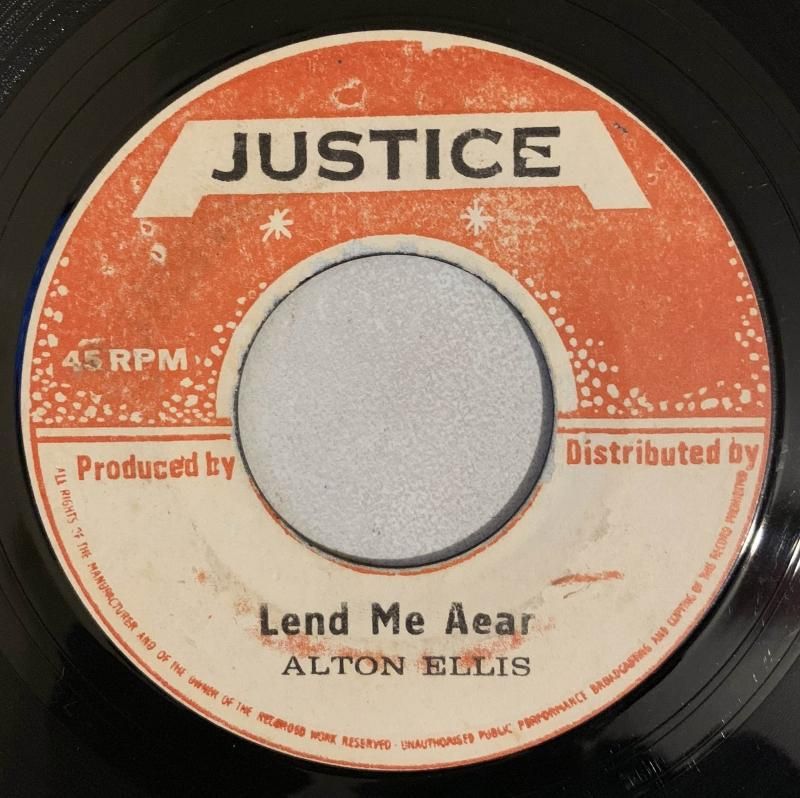 JUSTICE
45 RPM
Produced by
Distributed by
Lend Me Aear
ALTON ELLIS
ALL RIGHTS OF THE MANUFACTURER AND OF THE OWNER OF THE RECORDED WORK RESERVED - UNAUTHORISED PUBLIC PERFORMANCE BROADCASTING AND COPYING OF THIS RECORD PROHIBITED